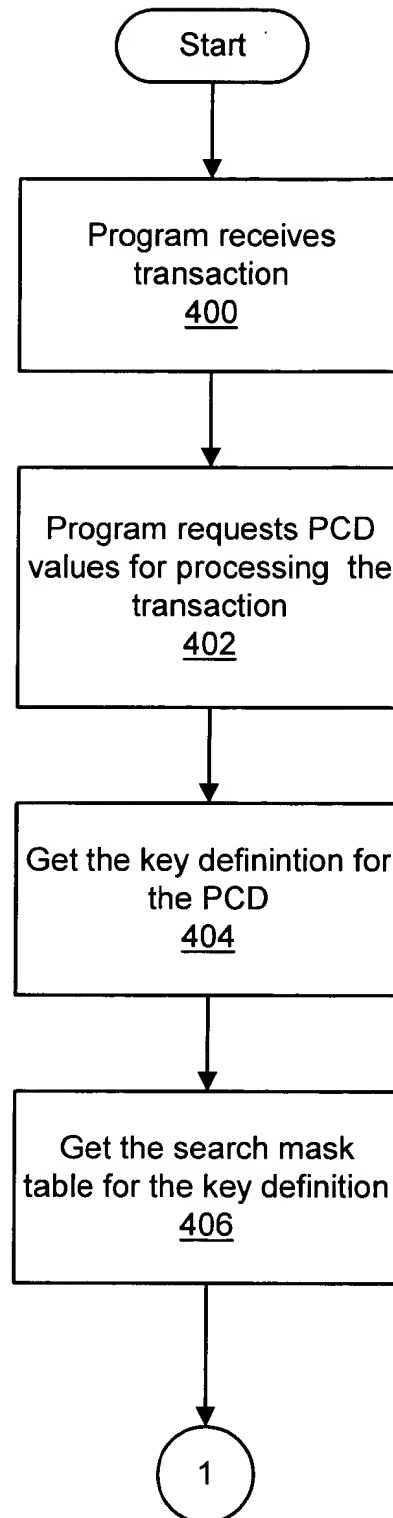 Start
Program receives
transaction
400
Program requests PCD
values for processing the
transaction
402
Get the key definintion for
the PCD
404
Get the search mask
table for the key definition
406
1